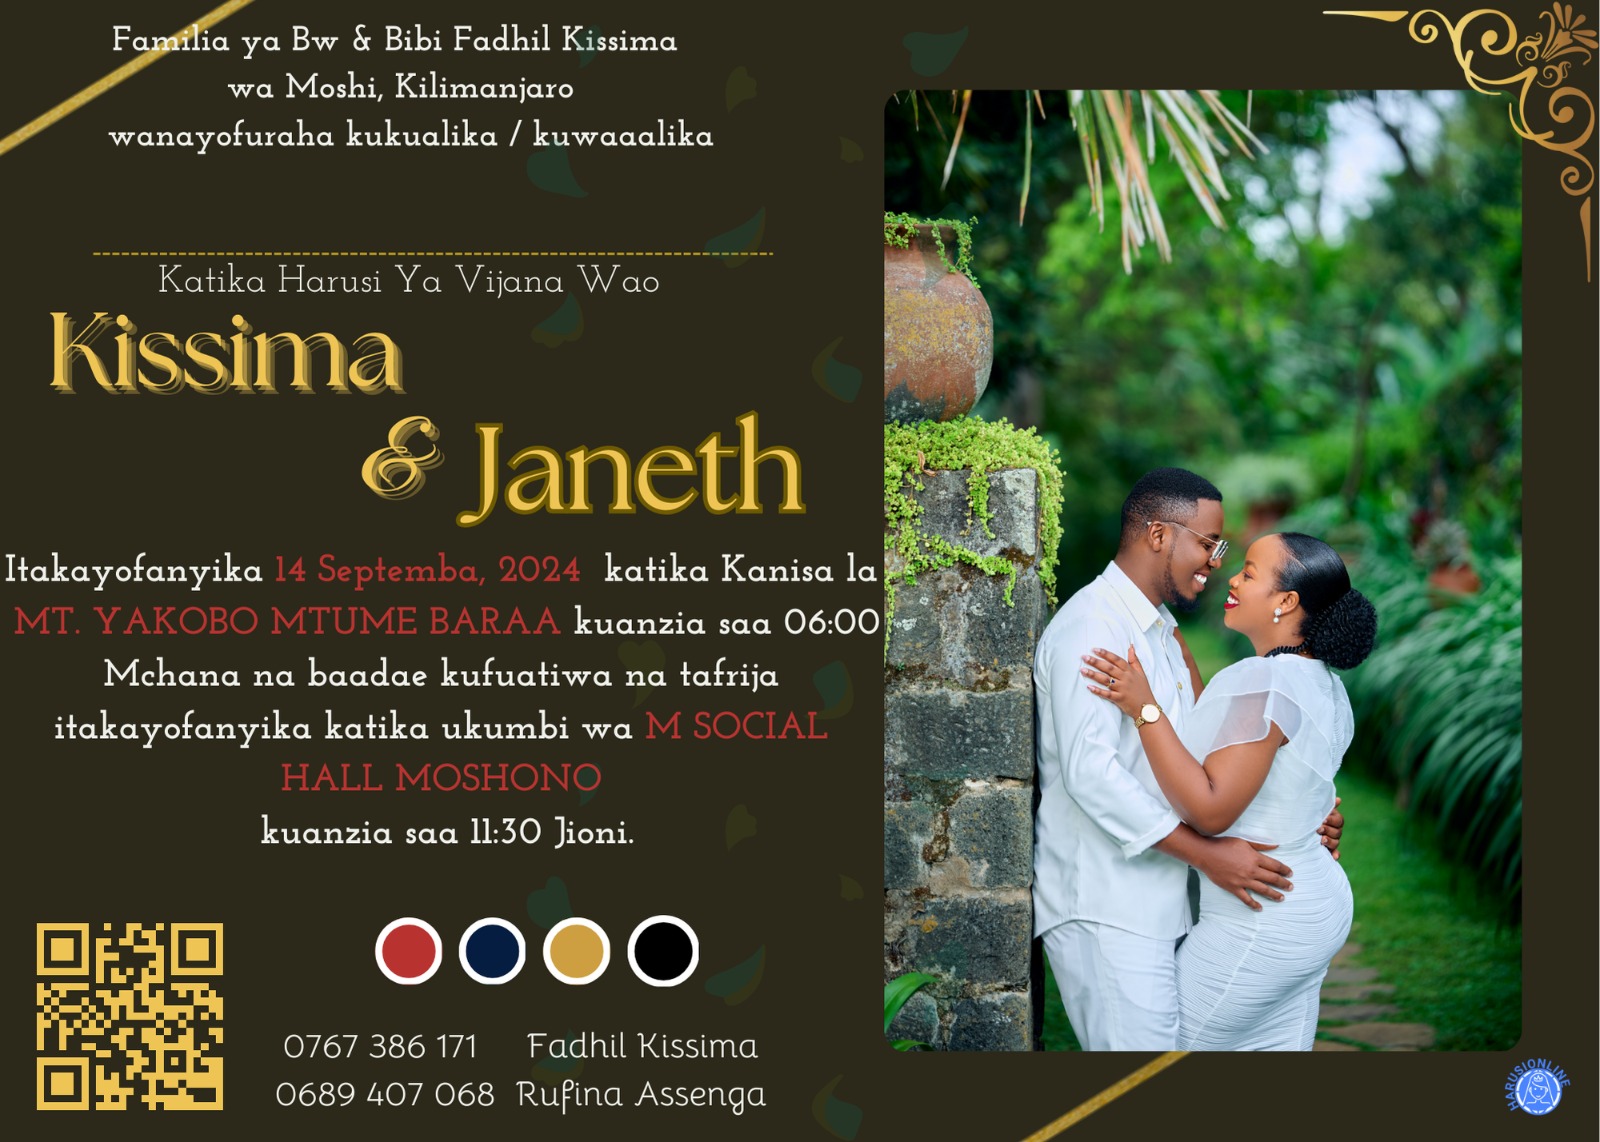 Familia ya Bw & Bibi Fadhil Kissima
wa Moshi, Kilimanjaro
wanayofuraha kukualika / kuwaaalika
Katika Harusi Ya Vijana Wao
Kissima
& Janeth
Itakayofanyika 14 Septemba, 2024 katika Kanisa la
MT. YAKOBO MTUME BARAA kuanzia saa 06:00
Mchana na baadae kufuatiwa na tafrija
itakayofanyika katika ukumbi wa M SOCIAL
HALL MOSHONO
kuanzia saa 11:30 Jioni.
0767 386 171 Fadhil Kissima
0689 407 068 Rufina Assenga
HARUSIONLINE